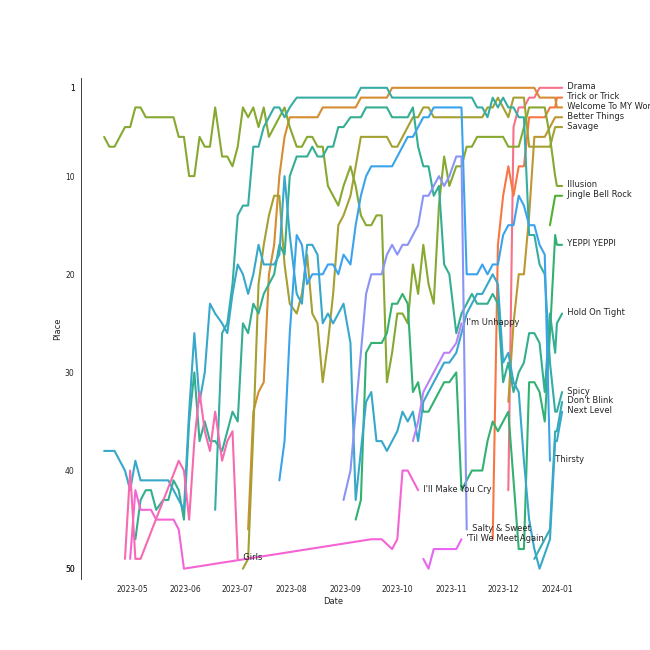 1
Drama
Trick or Trick
Welcome To MY Wor
Better Things
Savage
10
Illusion
Jingle Bell Rock
YEPPI YEPPI
20
Hold On Tight
I'm Unhappy
Place
30
Spicy
Don't Blink
Next Level
40
Thirsty
I'll Make You Cry
Salty & Sweet
'Til We Meet Again
Girls
50
2023-05
2023-06
2023-07
2023-08
2023-09
2023-10
2023-11
2023-12
2024-01
Date